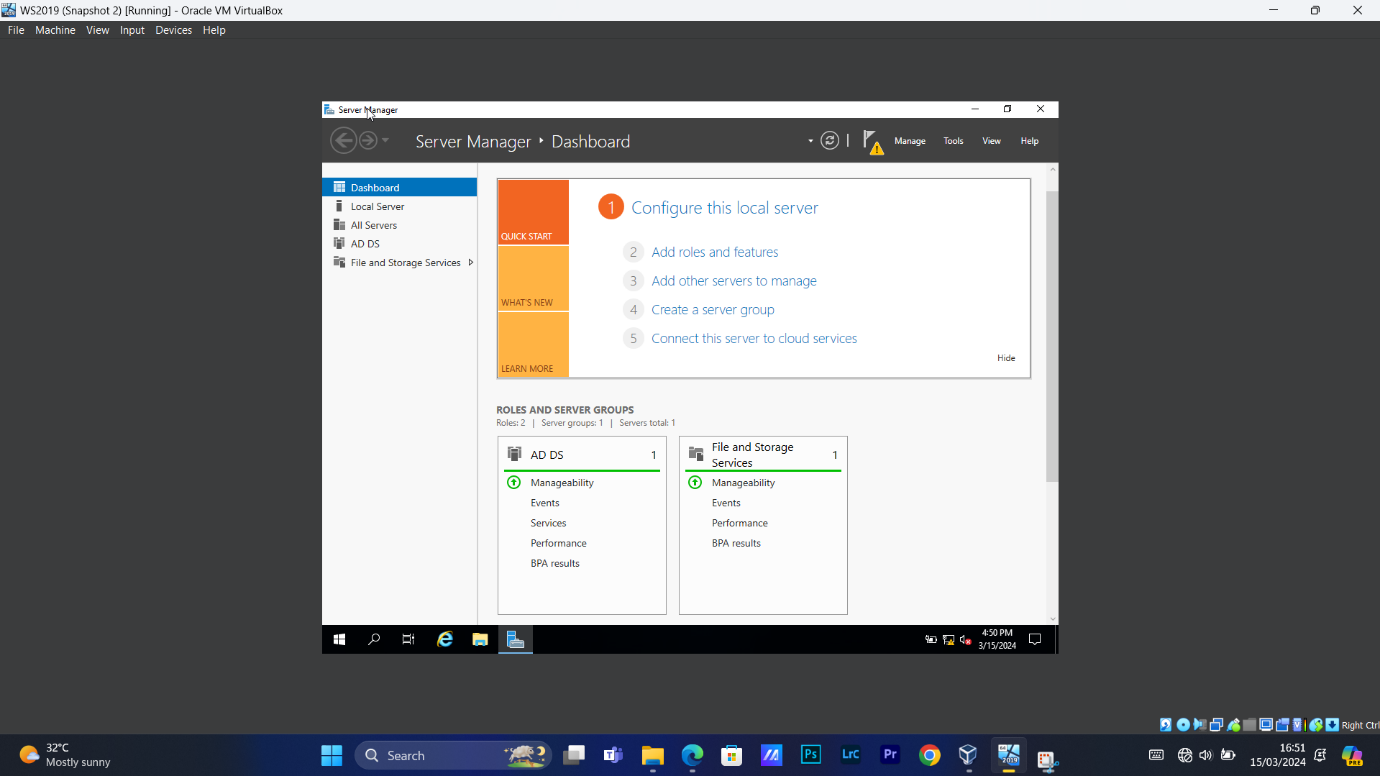 WS2019 (Snapshot 2) [Running] - Oracle VM VirtualBox
File Machine View Input Devices Help
Server Manager
Server Manager ‣ Dashboard
Manage Tools View Help
Dashboard
Local Server
All Servers
AD DS
File and Storage Services
QUICK START
WHAT'S NEW
LEARN MORE
1 Configure this local server
2 Add roles and features
3 Add other servers to manage
4 Create a server group
5 Connect this server to cloud services
Hide
ROLES AND SERVER GROUPS
Roles: 2 | Server groups: 1 | Servers total: 1
AD DS 1
Manageability
Events
Services
Performance
BPA results
File and Storage
Services 1
Manageability
Events
Performance
BPA results
4:50 PM
3/15/2024
Right Ctrl
32°C
Mostly sunny
Search
Ps
LrC
Pr
2019
16:51
15/03/2024
PRE